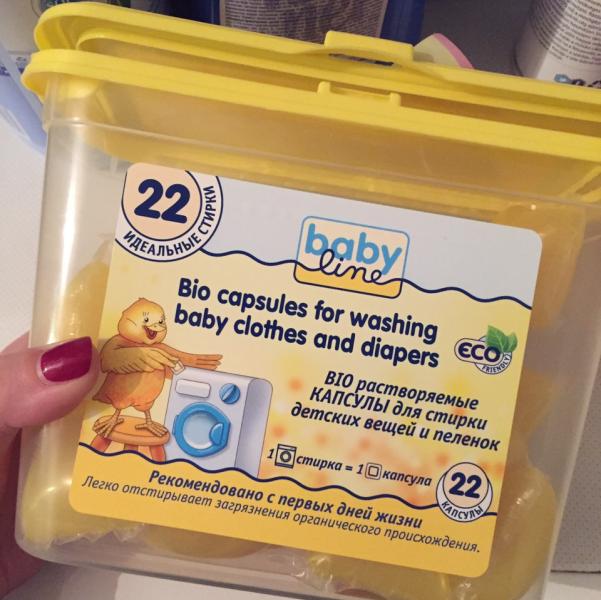 22
ИДЕАЛЬНЫЕ СТИРКИ
baby
line
Bio capsules for washing
baby clothes and diapers
ECO
FRIENDLY
BIO растворяемые
КАПСУЛЫ для стирки
детских вещей и пеленок
1 стирка = 1 капсула
22
КАПСУЛЫ
Рекомендовано с первых дней жизни
Легко отстирывает загрязнения органического происхождения.